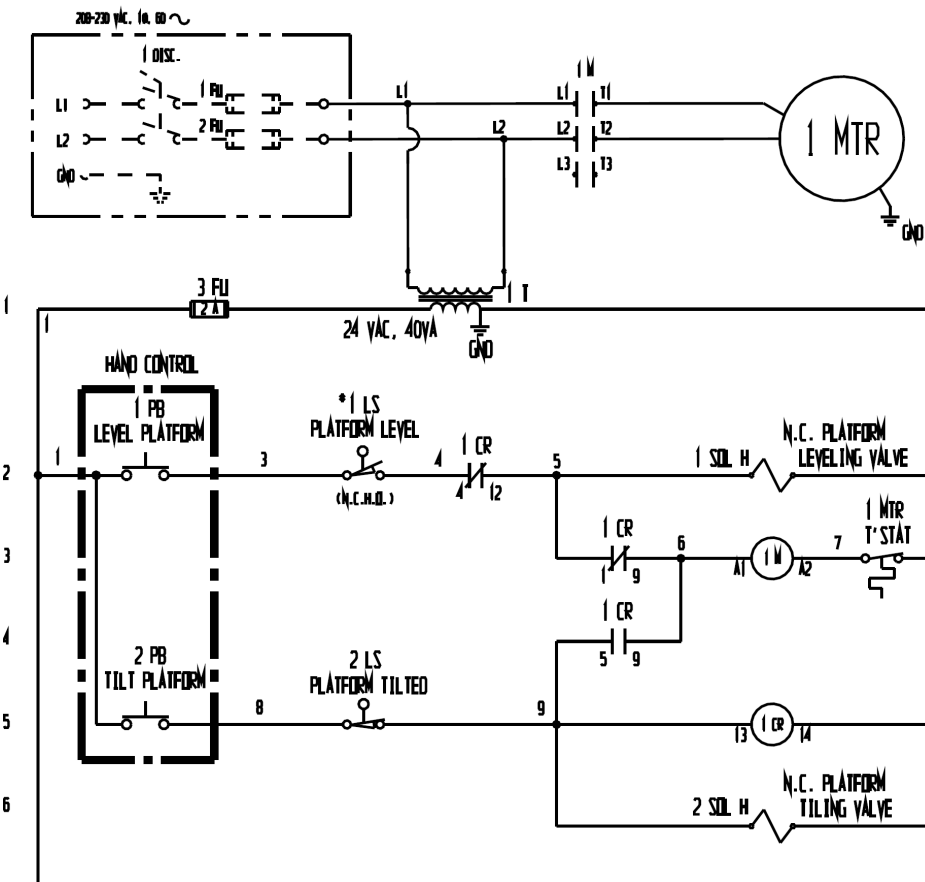 208-230 VAC. 1Ø. 60
1 DISC.
L1
1 FU
L1
1 M
L1 T1
L2
2 FU
L2
L2 T2
1 MTR
GND
L3 T3
GND
1
3 FU
2 A
1 T
1
24 VAC, 40VA
GND
HAND CONTROL
1 PB
LEVEL PLATFORM
*1 LS
PLATFORM LEVEL
1 CR
N.C. PLATFORM
LEVELING VALVE
2
1
3
(N.C.H.O.)
4
4 12
5
1 SOL H
1 MTR
T'STAT
3
1 CR
1 9
6
A1 1M A2
7
4
1 CR
5 9
2 PB
TILT PLATFORM
2 LS
PLATFORM TILTED
5
8
9
13 1 CR 14
6
2 SOL H
N.C. PLATFORM
TILING VALVE